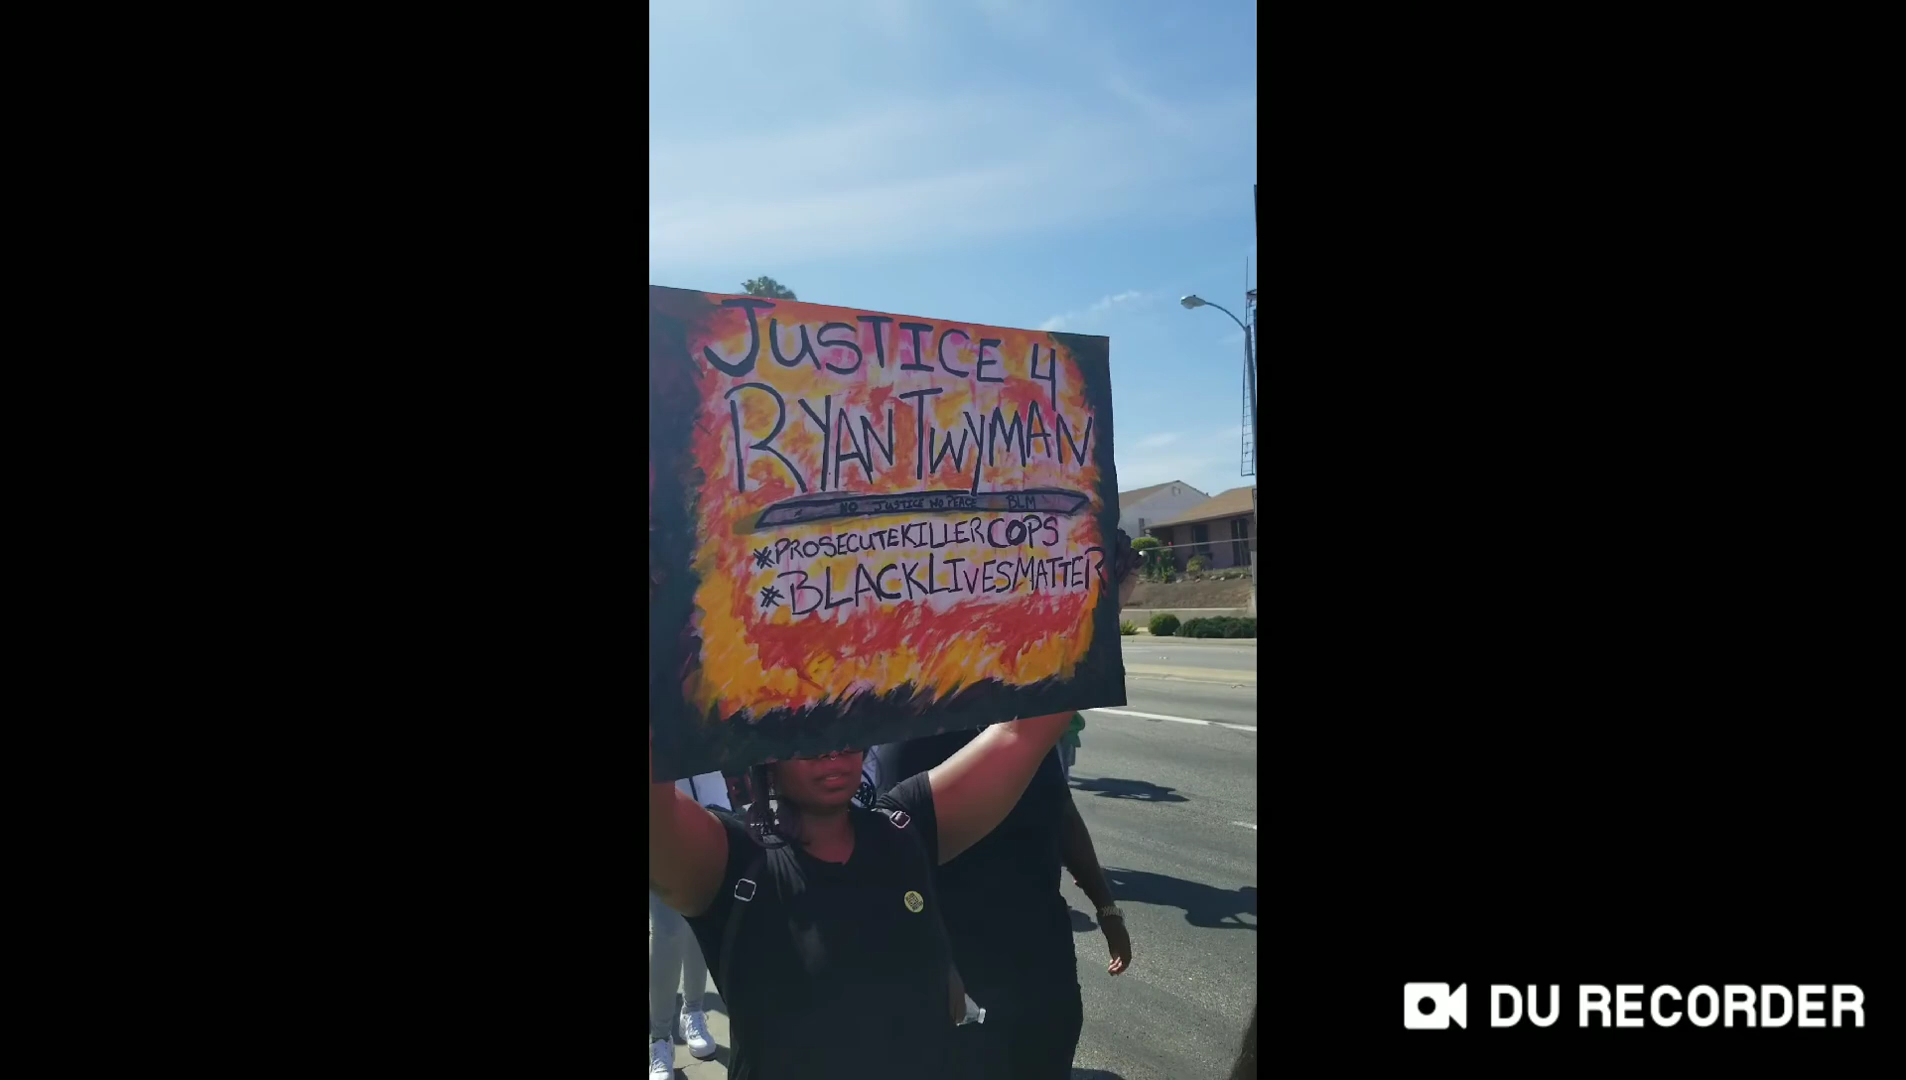 JUSTICE 4
RYAN TWYMAN
NO JUSTICE NO PEACE BLM
#PROSECUTEKILLERCOPS
#BLACKLIVESMATTER
DU RECORDER